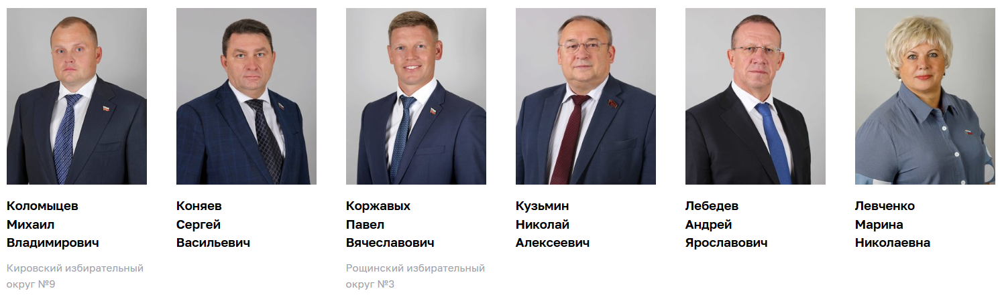 Коломыцев
Михаил
Владимирович
Кировский избирательный
округ №9
Коняев
Сергей
Васильевич
Коржавых
Павел
Вячеславович
Рощинский избирательный
округ №3
Кузьмин
Николай
Алексеевич
Лебедев
Андрей
Ярославович
Левченко
Марина
Николаевна